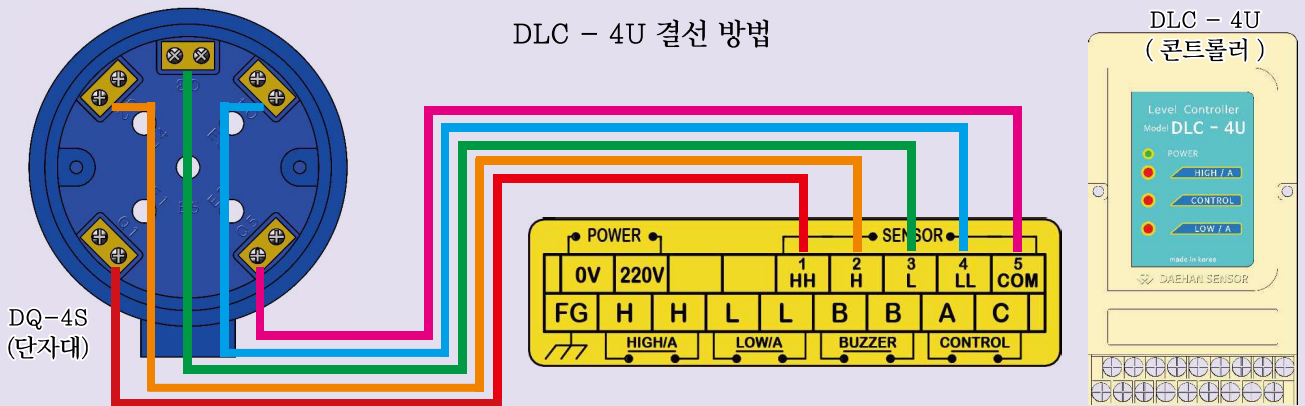 DLC - 4U 결선 방법
DLC - 4U
(콘트롤러)
Level Controller
Model DLC - 4U
POWER
HIGH / A
CONTROL
LOW / A
made in korea
DAEHAN SENSOR
DQ-4S
(단자대)
POWER SENSOR
0V 220V 1 HH 2 H 3 L 4 LL 5 COM
FG H H L L B B A C
HIGH/A LOW/A BUZZER CONTROL